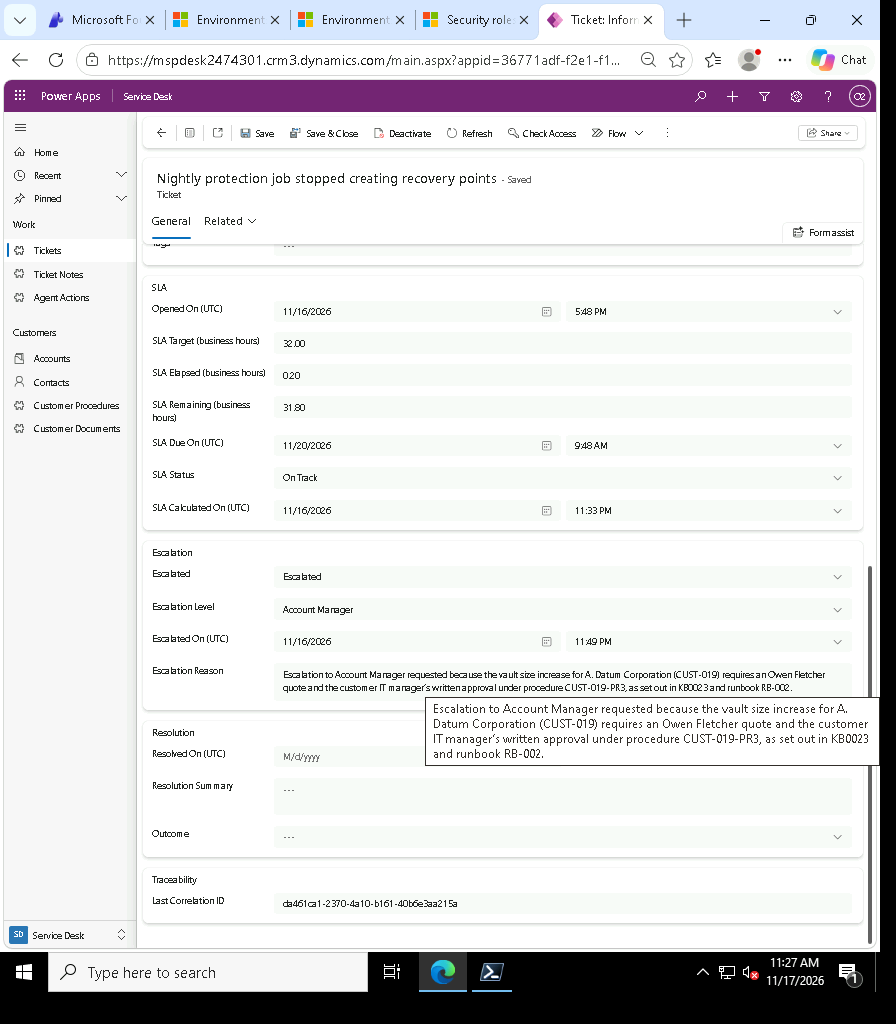 Microsoft Fo
Environment
Environment
Security role
Ticket: Inform
https://mspdesk2474301.crm3.dynamics.com/main.aspx?appid=36771adf-f2e1-f1...
Chat
Power Apps
Service Desk
O2
Save
Save & Close
Deactivate
Refresh
Check Access
Flow
Share
Home
Recent
Pinned
Work
Tickets
Ticket Notes
Agent Actions
Customers
Accounts
Contacts
Customer Procedures
Customer Documents
Nightly protection job stopped creating recovery points - Saved
Ticket
General
Related
Form assist
Tags
---
SLA
Opened On (UTC)
11/16/2026
5:48 PM
SLA Target (business hours)
32.00
SLA Elapsed (business hours)
0.20
SLA Remaining (business
hours)
31.80
SLA Due On (UTC)
11/20/2026
9:48 AM
SLA Status
On Track
SLA Calculated On (UTC)
11/16/2026
11:33 PM
Escalation
Escalated
Escalated
Escalation Level
Account Manager
Escalated On (UTC)
11/16/2026
11:49 PM
Escalation Reason
Escalation to Account Manager requested because the vault size increase for A. Datum Corporation (CUST-019) requires an Owen Fletcher
quote and the customer IT manager's written approval under procedure CUST-019-PR3, as set out in KB0023 and runbook RB-002.
Escalation to Account Manager requested because the vault size increase for A.
Datum Corporation (CUST-019) requires an Owen Fletcher quote and the customer
IT manager's written approval under procedure CUST-019-PR3, as set out in KB0023
and runbook RB-002.
Resolution
Resolved On (UTC)
M/d/yyyy
Resolution Summary
---
Outcome
---
Traceability
Last Correlation ID
da461ca1-2370-4a10-b161-40b6e3aa215a
SD
Service Desk
Type here to search
11:27 AM
11/17/2026
1